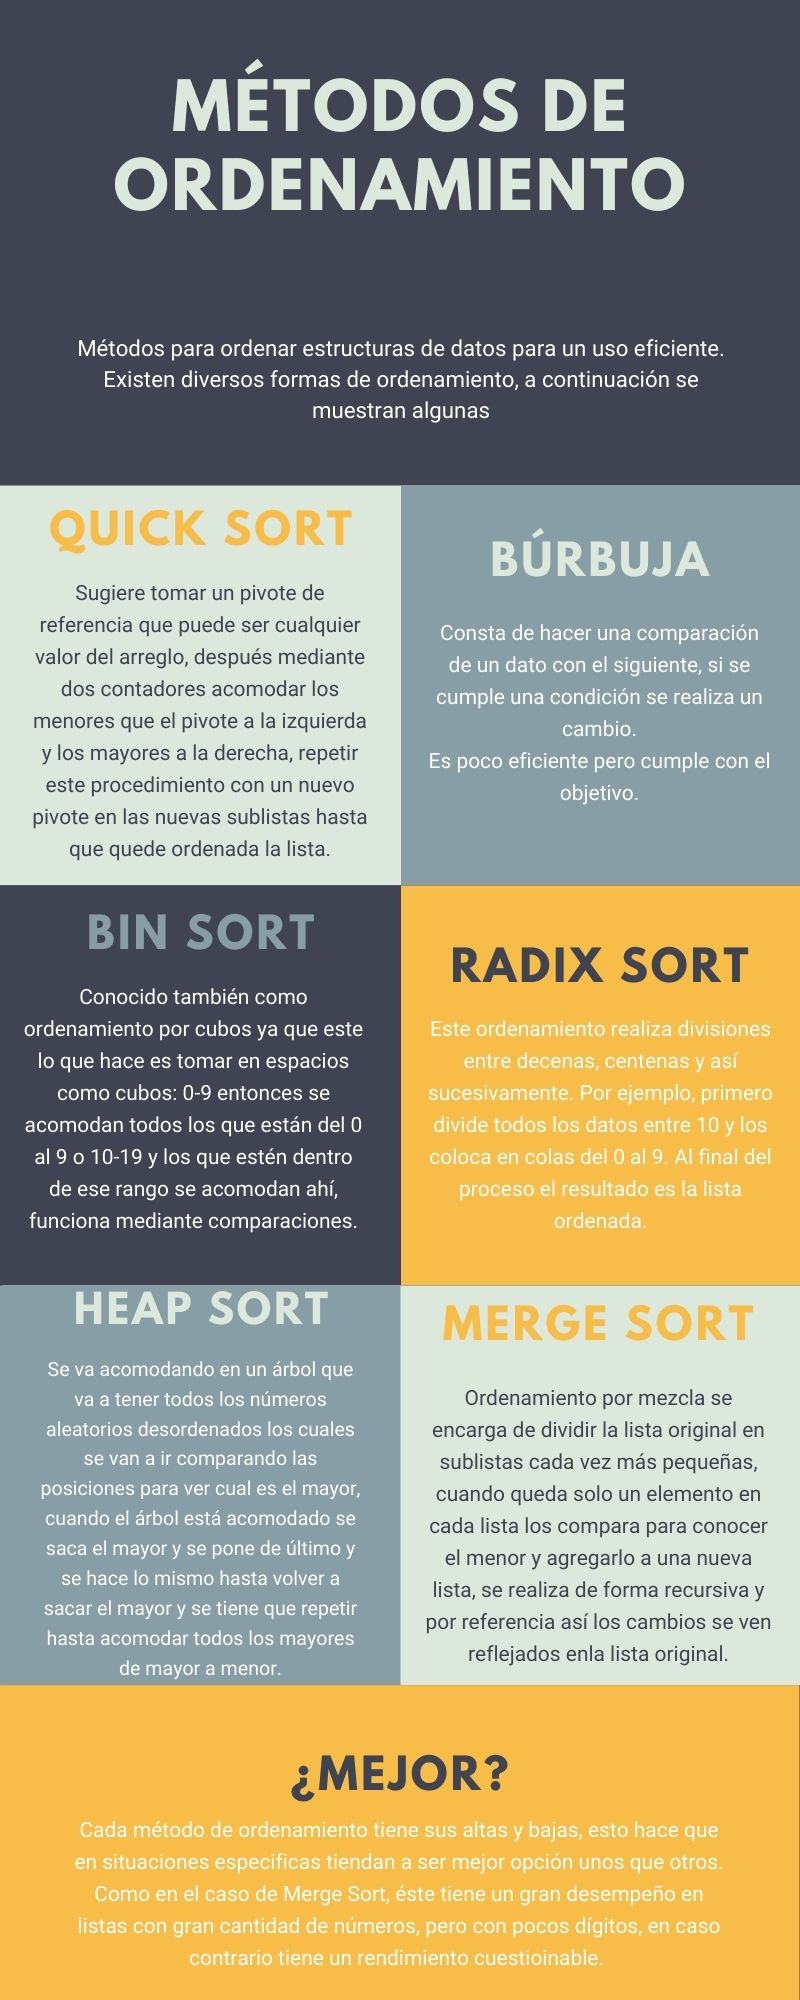 MÉTODOS DE
ORDENAMIENTO
Métodos para ordenar estructuras de datos para un uso eficiente.
Existen diversos formas de ordenamiento, a continuación se
muestran algunas
QUICK SORT
Sugiere tomar un pivote de
referencia que puede ser cualquier
valor del arreglo, después mediante
dos contadores acomodar los
menores que el pivote a la izquierda
y los mayores a la derecha, repetir
este procedimiento con un nuevo
pivote en las nuevas sublistas hasta
que quede ordenada la lista.
BÚRBUJA
Consta de hacer una comparación
de un dato con el siguiente, si se
cumple una condición se realiza un
cambio.
Es poco eficiente pero cumple con el
objetivo.
BIN SORT
Conocido también como
ordenamiento por cubos ya que este
lo que hace es tomar en espacios
como cubos: 0-9 entonces se
acomodan todos los que están del 0
al 9 o 10-19 y los que estén dentro
de ese rango se acomodan ahí,
funciona mediante comparaciones.
RADIX SORT
Este ordenamiento realiza divisiones
entre decenas, centenas y así
sucesivamente. Por ejemplo, primero
divide todos los datos entre 10 y los
coloca en colas del 0 al 9. Al final del
proceso el resultado es la lista
ordenada.
HEAP SORT
Se va acomodando en un árbol que
va a tener todos los números
aleatorios desordenados los cuales
se van a ir comparando las
posiciones para ver cual es el mayor,
cuando el árbol está acomodado se
saca el mayor y se pone de último y
se hace lo mismo hasta volver a
sacar el mayor y se tiene que repetir
hasta acomodar todos los mayores
de mayor a menor.
MERGE SORT
Ordenamiento por mezcla se
encarga de dividir la lista original en
sublistas cada vez más pequeñas,
cuando queda solo un elemento en
cada lista los compara para conocer
el menor y agregarlo a una nueva
lista, se realiza de forma recursiva y
por referencia así los cambios se ven
reflejados enla lista original.
¿MEJOR?
Cada método de ordenamiento tiene sus altas y bajas, esto hace que
en situaciones especificas tiendan a ser mejor opción unos que otros.
Como en el caso de Merge Sort, éste tiene un gran desempeño en
listas con gran cantidad de números, pero con pocos dígitos, en caso
contrario tiene un rendimiento cuestioinable.